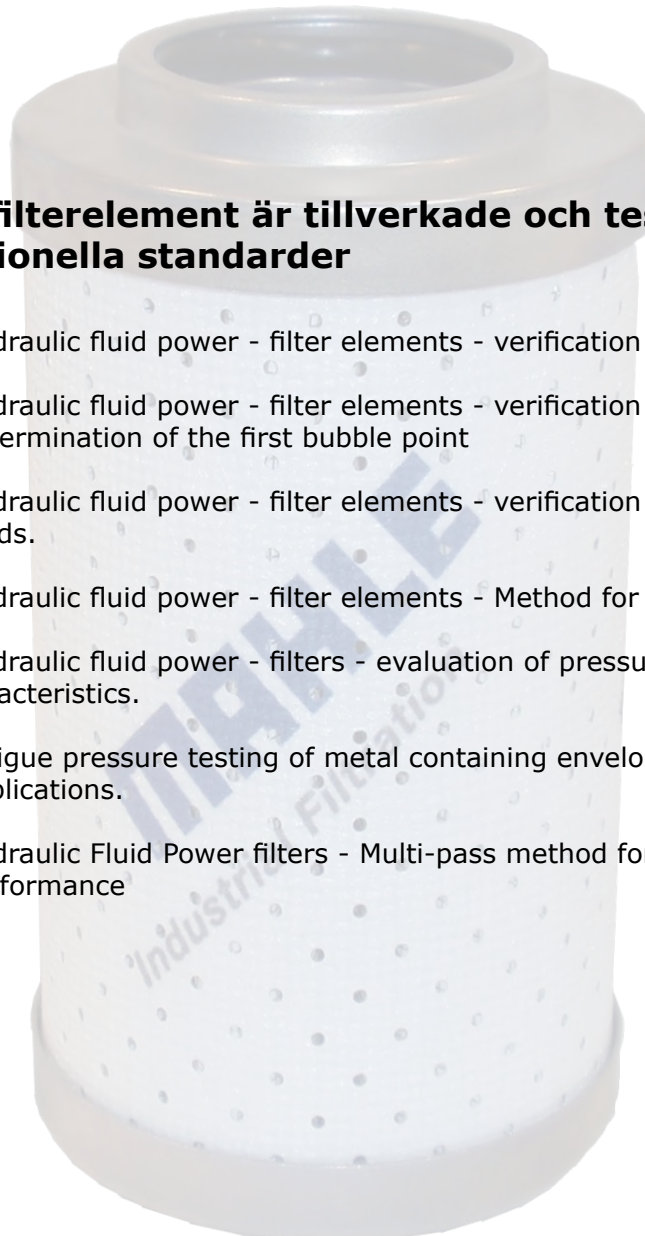 filterelement är tillverkade och tes
ionella standarder
draulic fluid power - filter elements - verification
draulic fluid power - filter elements - verification
ermination of the first bubble point
draulic fluid power - filter elements - verification
ds.
draulic fluid power - filter elements - Method for
draulic fluid power - filters - evaluation of pressu
acteristics.
igue pressure testing of metal containing envelo
plications.
draulic Fluid Power filters - Multi-pass method for
formance
MAHLE
Industrial Filtration